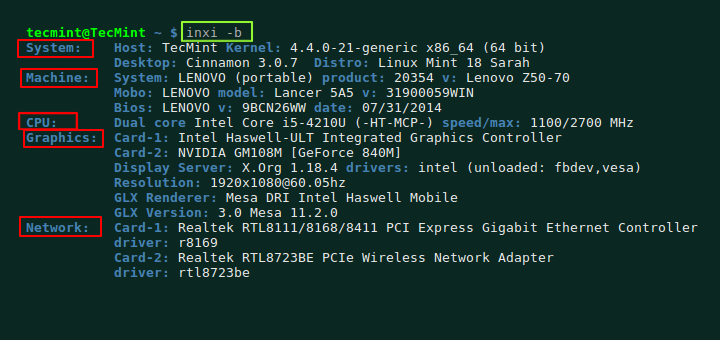 tecmint@TecMint ~ $ inxi -b
System: Host: TecMint Kernel: 4.4.0-21-generic x86_64 (64 bit)
Desktop: Cinnamon 3.0.7 Distro: Linux Mint 18 Sarah
Machine: System: LENOVO (portable) product: 20354 v: Lenovo Z50-70
Mobo: LENOVO model: Lancer 5A5 v: 31900059WIN
Bios: LENOVO v: 9BCN26WW date: 07/31/2014
CPU: Dual core Intel Core i5-4210U (-HT-MCP-) speed/max: 1100/2700 MHz
Graphics: Card-1: Intel Haswell-ULT Integrated Graphics Controller
Card-2: NVIDIA GM108M [GeForce 840M]
Display Server: X.Org 1.18.4 drivers: intel (unloaded: fbdev,vesa)
Resolution: 1920x1080@60.05hz
GLX Renderer: Mesa DRI Intel Haswell Mobile
GLX Version: 3.0 Mesa 11.2.0
Network: Card-1: Realtek RTL8111/8168/8411 PCI Express Gigabit Ethernet Controller
driver: r8169
Card-2: Realtek RTL8723BE PCIe Wireless Network Adapter
driver: rtl8723be